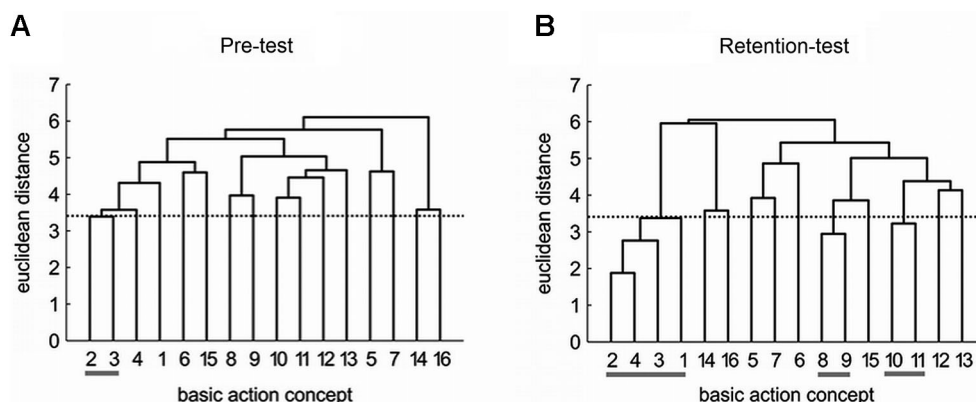 A
Pre-test
7
6
5
4
3
2
1
0
euclidean distance
2 3 4 1 6 15 8 9 10 11 12 13 5 7 14 16
basic action concept
B
Retention-test
7
6
5
4
3
2
1
0
euclidean distance
2 4 3 1 14 16 5 7 6 8 9 15 10 11 12 13
basic action concept